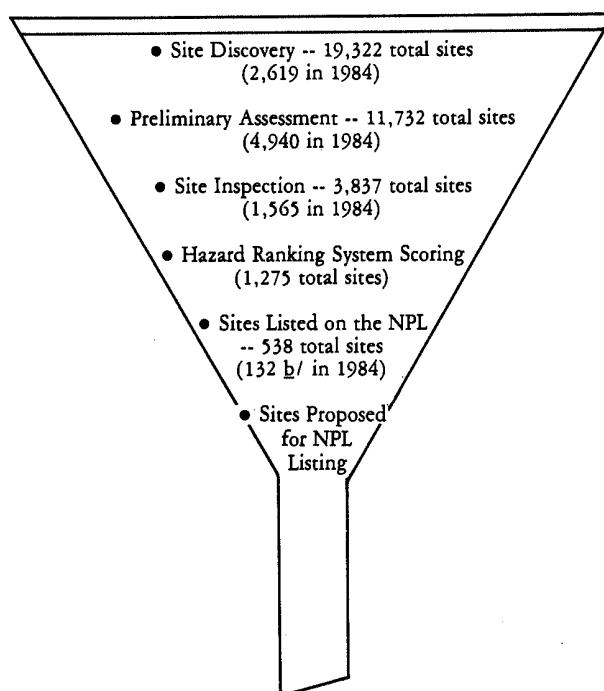 • Site Discovery -- 19,322 total sites
(2,619 in 1984)
• Preliminary Assessment -- 11,732 total sites
(4,940 in 1984)
• Site Inspection -- 3,837 total sites
(1,565 in 1984)
• Hazard Ranking System Scoring
(1,275 total sites)
• Sites Listed on the NPL
-- 538 total sites
(132 b/ in 1984)
• Sites Proposed
for NPL
Listing